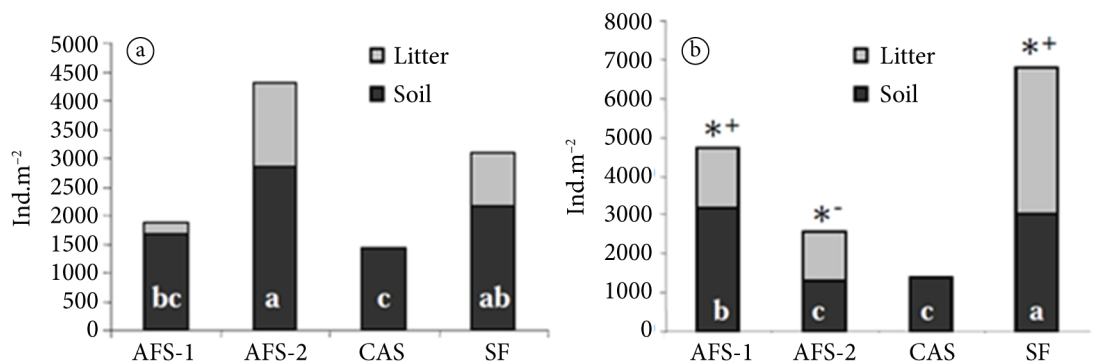 a
Litter
Soil
Ind.m⁻²
5000
4500
4000
3500
3000
2500
2000
1500
1000
500
0
bc
a
c
ab
AFS-1 AFS-2 CAS SF
b
Litter
Soil
Ind.m⁻²
8000
7000
6000
5000
4000
3000
2000
1000
0
*+
*-
*+
b
c
c
a
AFS-1 AFS-2 CAS SF